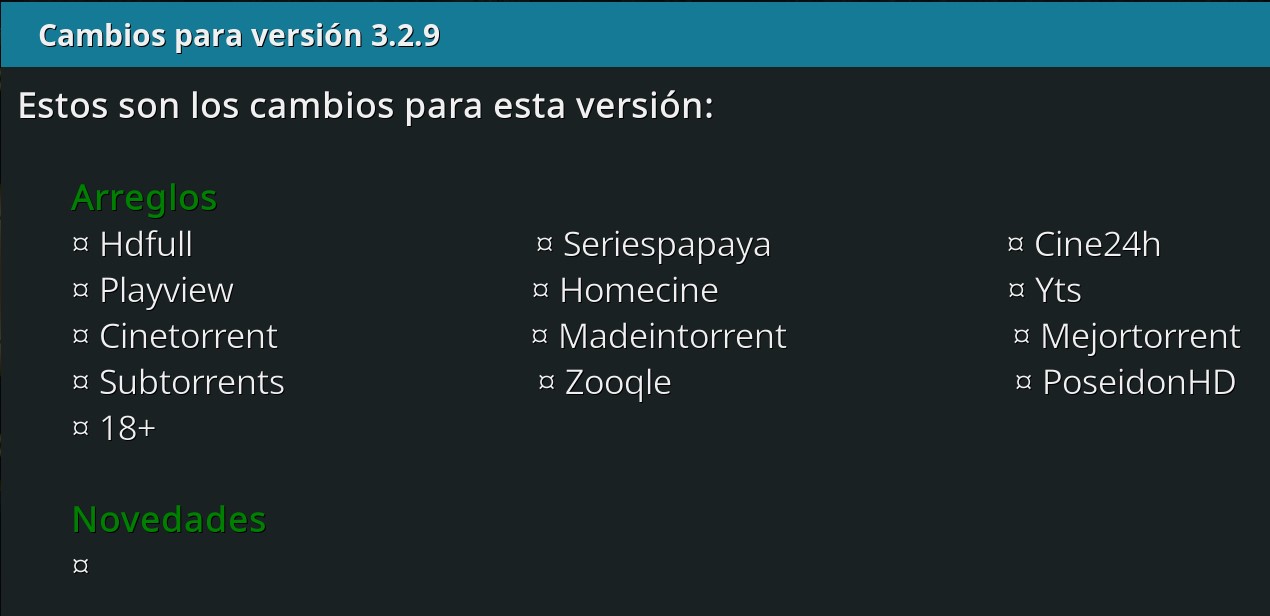 Cambios para versión 3.2.9
Estos son los cambios para esta versión:
Arreglos
¤ Hdfull ¤ Seriespapaya ¤ Cine24h
¤ Playview ¤ Homecine ¤ Yts
¤ Cinetorrent ¤ Madeintorrent ¤ Mejortorrent
¤ Subtorrents ¤ Zooqle ¤ PoseidonHD
¤ 18+
Novedades
¤